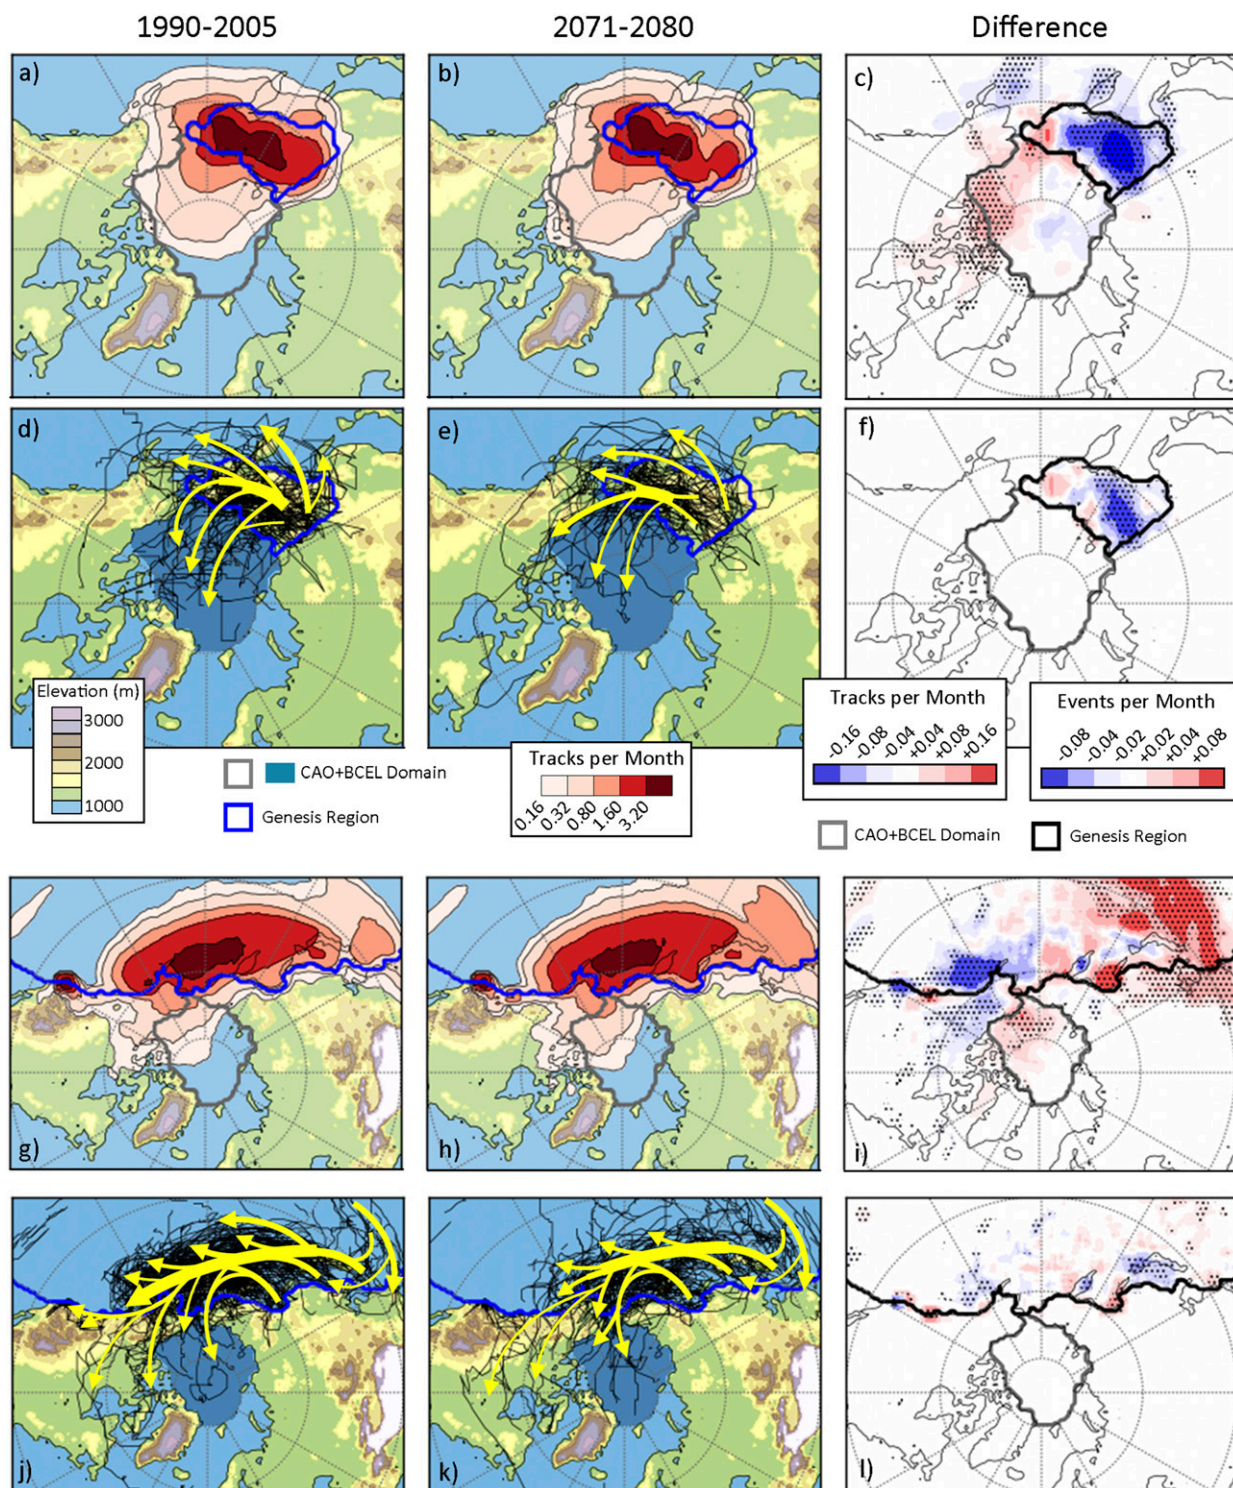 1990-2005
2071-2080
Difference
a)
b)
c)
d)
e)
f)
Elevation (m)
3000
2000
1000
CAO+BCEL Domain
Genesis Region
Tracks per Month
0.16
0.32
0.80
1.60
3.20
Tracks per Month
-0.16
-0.08
-0.04
+0.04
+0.08
+0.16
Events per Month
-0.08
-0.04
-0.02
+0.02
+0.04
+0.08
CAO+BCEL Domain
Genesis Region
g)
h)
i)
j)
k)
l)